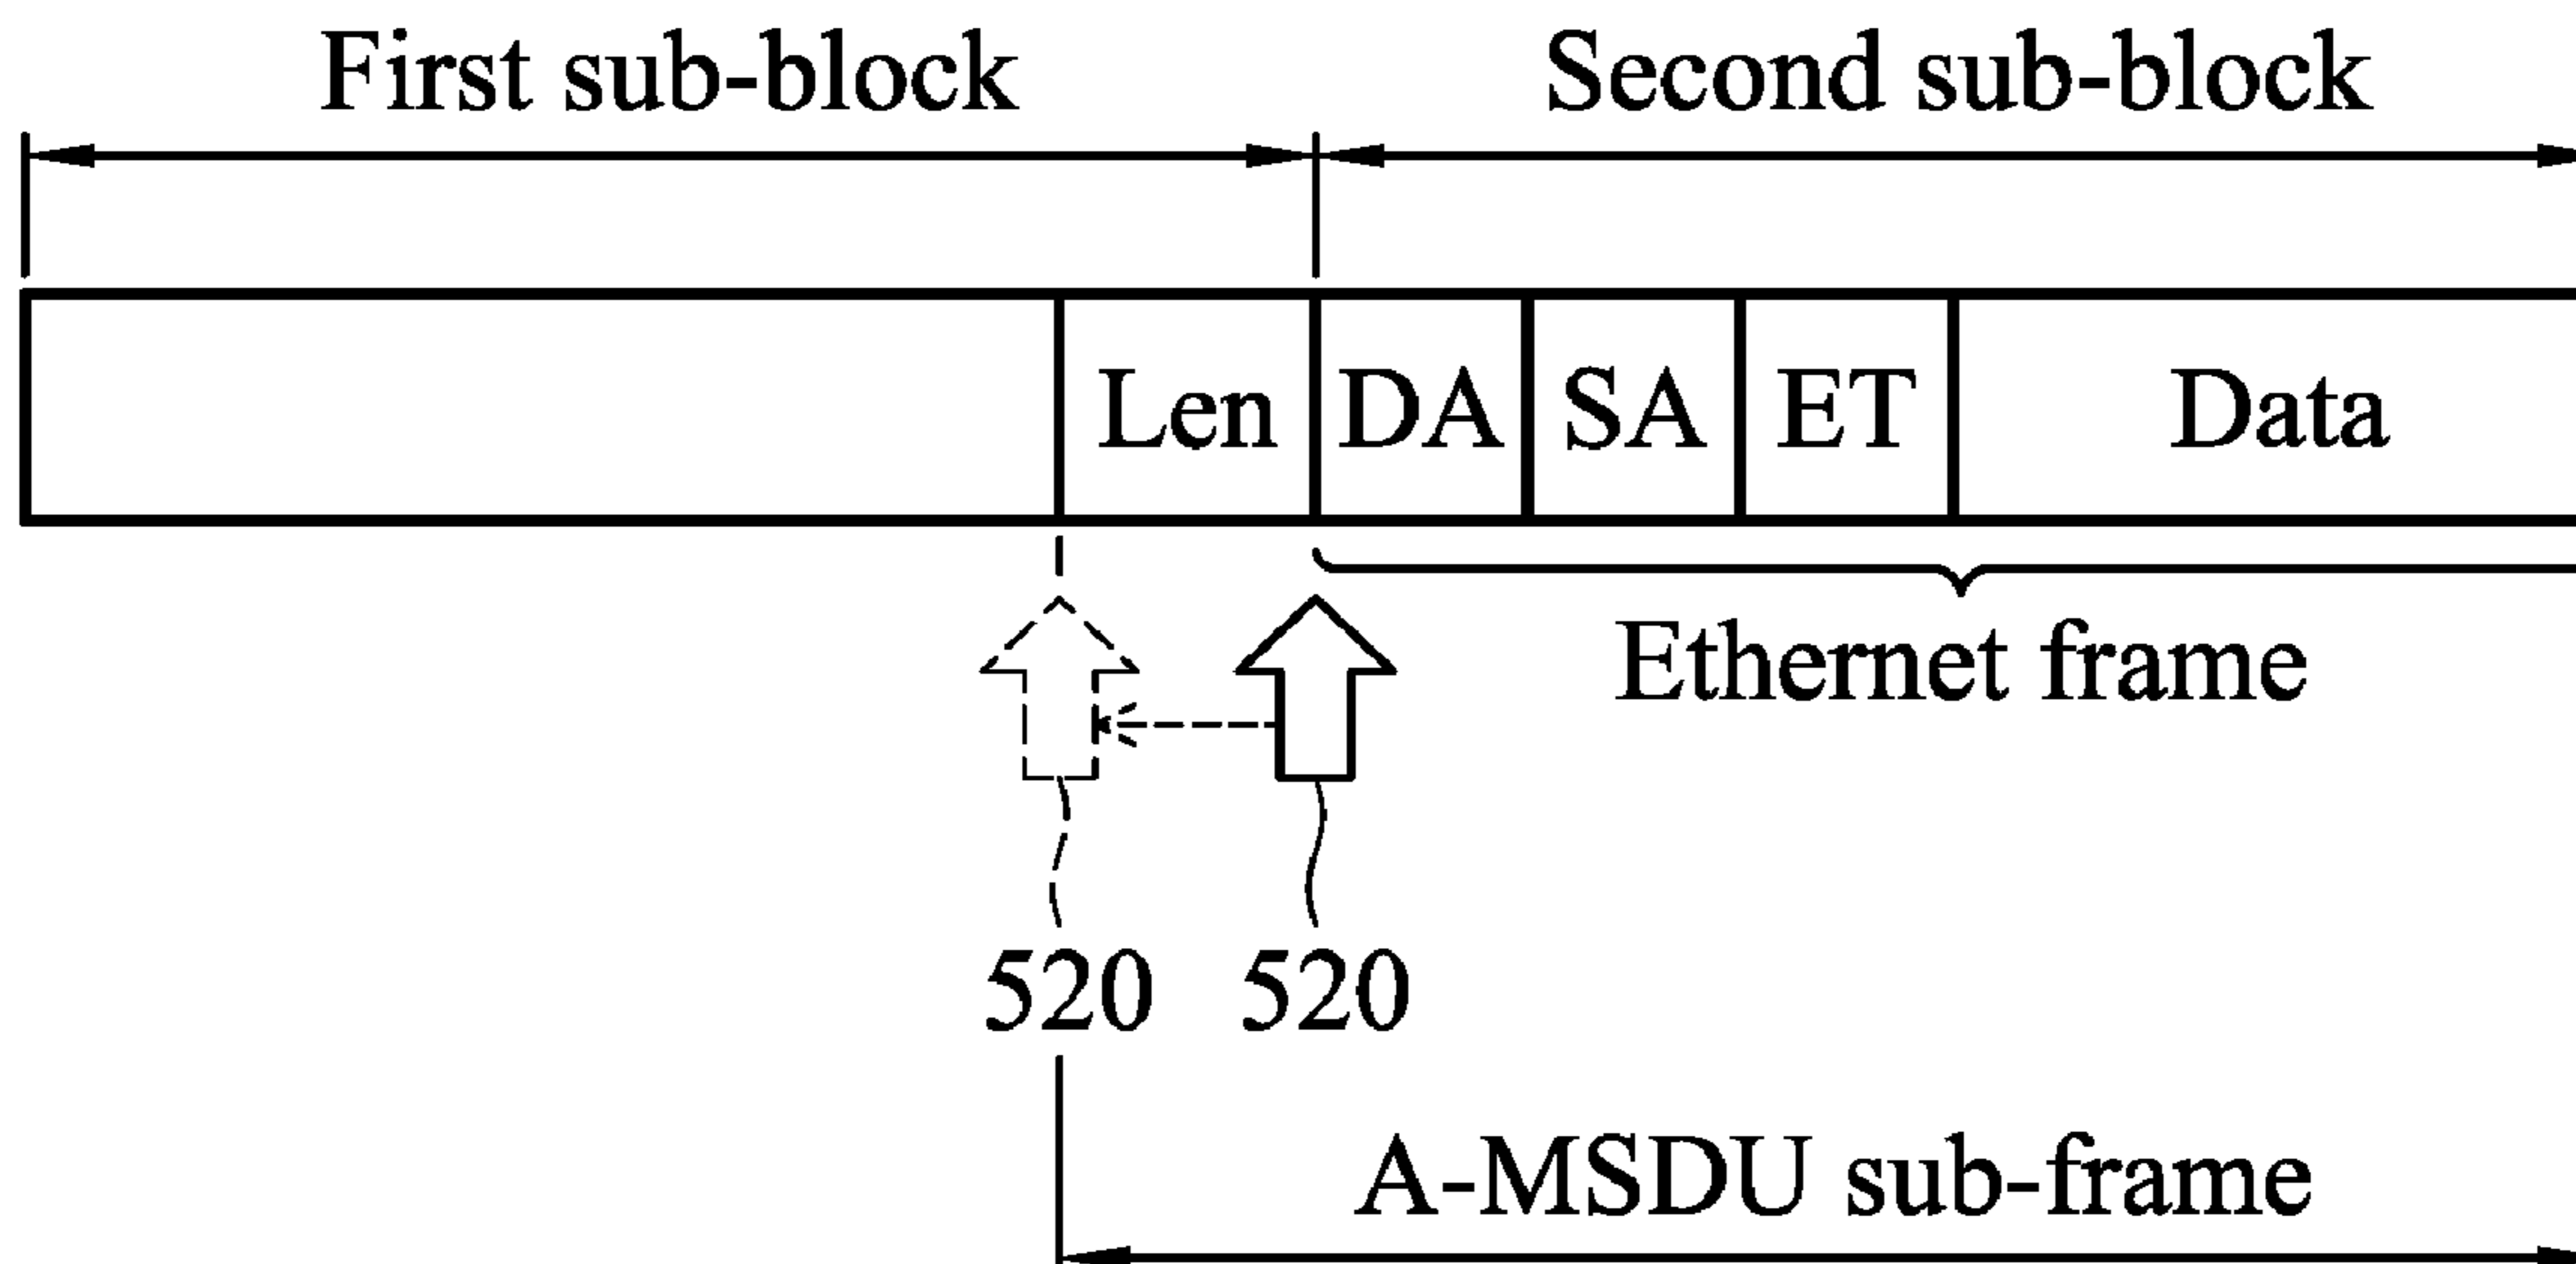 First sub-block Second sub-block
Len DA SA ET Data
Ethernet frame
520 520
A-MSDU sub-frame